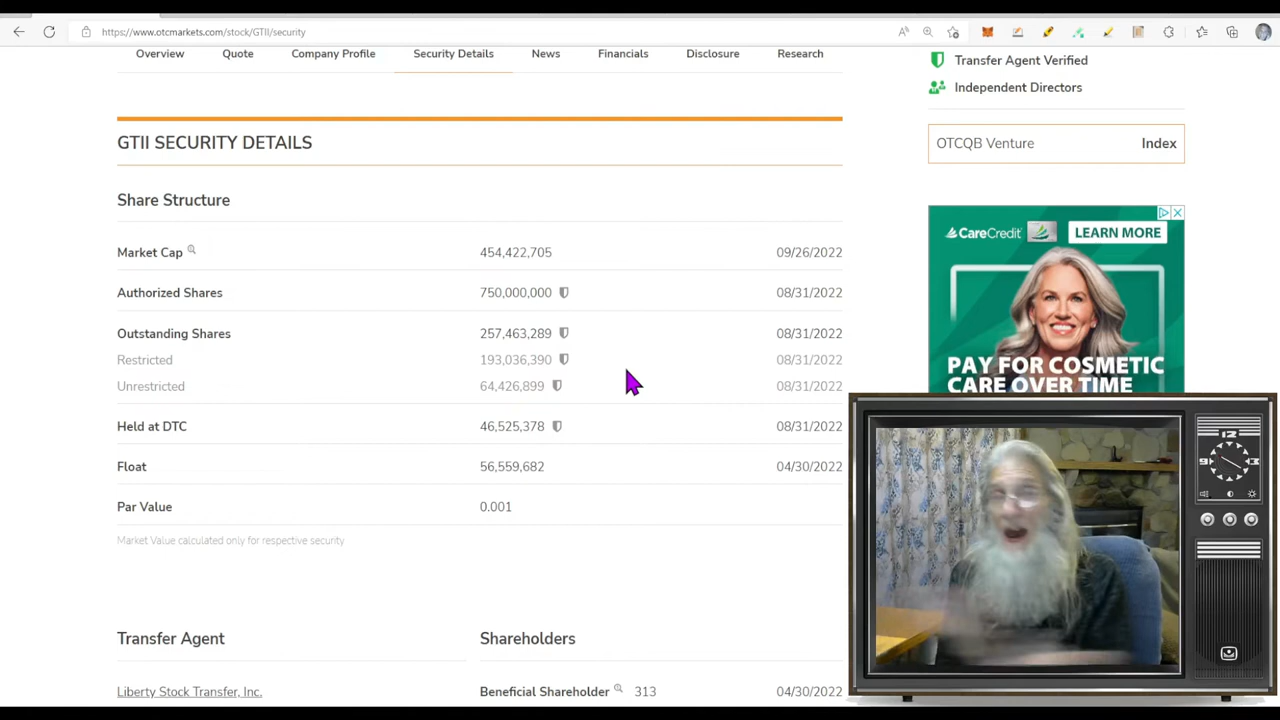 https://www.otcmarkets.com/stock/GTII/security
Overview Quote Company Profile Security Details News Financials Disclosure Research
Transfer Agent Verified
Independent Directors
OTCQB Venture Index
GTII SECURITY DETAILS
Share Structure
Market Cap 454,422,705 09/26/2022
Authorized Shares 750,000,000 08/31/2022
Outstanding Shares 257,463,289 08/31/2022
Restricted 193,036,390 08/31/2022
Unrestricted 64,426,899 08/31/2022
Held at DTC 46,525,378 08/31/2022
Float 56,559,682 04/30/2022
Par Value 0.001
Market Value calculated only for respective security
Transfer Agent
Liberty Stock Transfer, Inc.
Shareholders
Beneficial Shareholder 313 04/30/2022
CareCredit LEARN MORE
PAY FOR COSMETIC
CARE OVER TIME
12
9 3